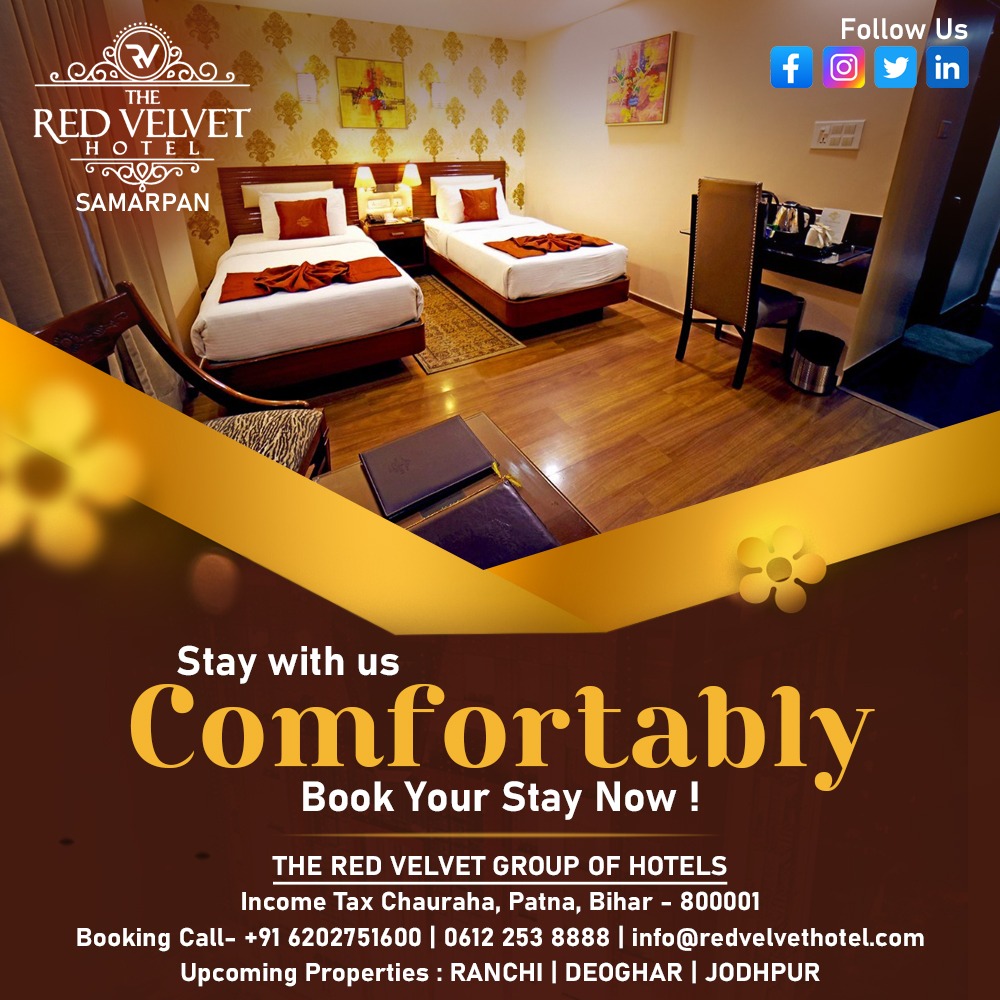 RV
THE
RED VELVET
HOTEL
SAMARPAN
Follow Us
Stay with us
Comfortably
Book Your Stay Now !
THE RED VELVET GROUP OF HOTELS
Income Tax Chauraha, Patna, Bihar - 800001
Booking Call- +91 6202751600 | 0612 253 8888 | info@redvelvethotel.com
Upcoming Properties : RANCHI | DEOGHAR | JODHPUR